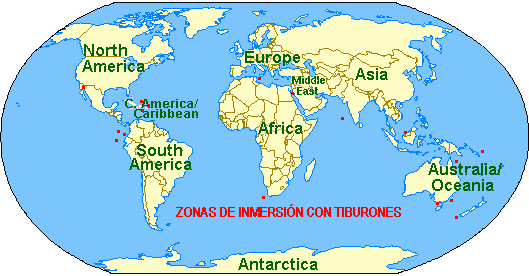 North
America
Europe
Middle
East
Asia
C. America/
Caribbean
Africa
South
America
Australia/
Oceania
ZONAS DE INMERSIÓN CON TIBURONES
Antarctica